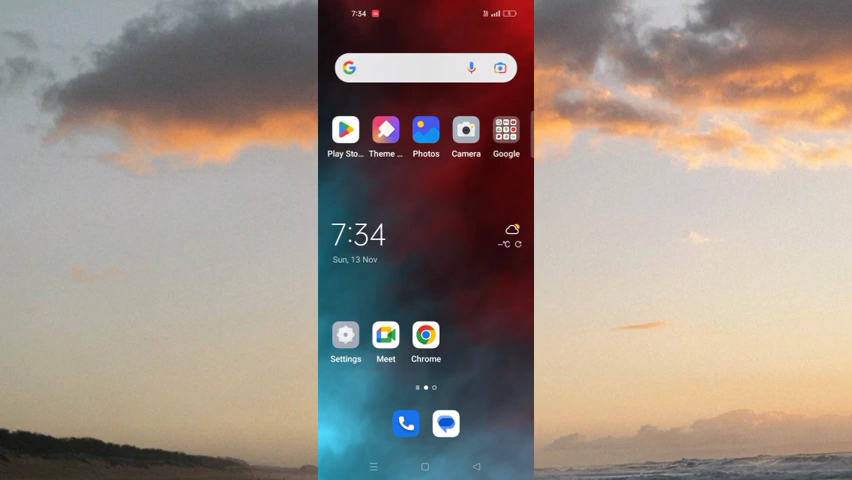 7:34
Play Sto... Theme ... Photos Camera Google
7:34
Sun, 13 Nov
--°C
Settings Meet Chrome